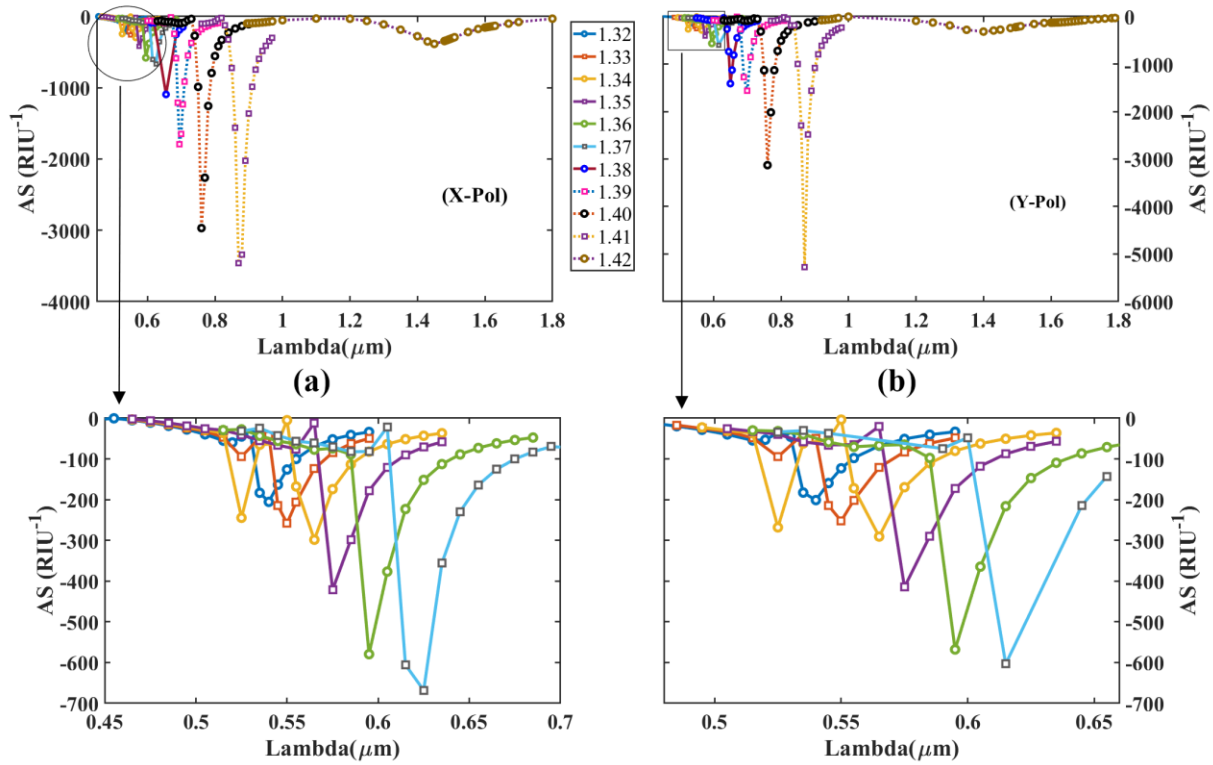 0
-1000
-2000
-3000
-4000
AS (RIU⁻¹)
(X-Pol)
0.6 0.8 1 1.2 1.4 1.6 1.8
Lambda(μm)
(a)
1.32
1.33
1.34
1.35
1.36
1.37
1.38
1.39
1.40
1.41
1.42
0
-1000
-2000
-3000
-4000
-5000
-6000
AS (RIU⁻¹)
(Y-Pol)
0.6 0.8 1 1.2 1.4 1.6 1.8
Lambda(μm)
(b)
0
-100
-200
-300
-400
-500
-600
-700
AS (RIU⁻¹)
0.45 0.5 0.55 0.6 0.65 0.7
Lambda(μm)
0
-100
-200
-300
-400
-500
-600
-700
AS (RIU⁻¹)
0.5 0.55 0.6 0.65
Lambda(μm)